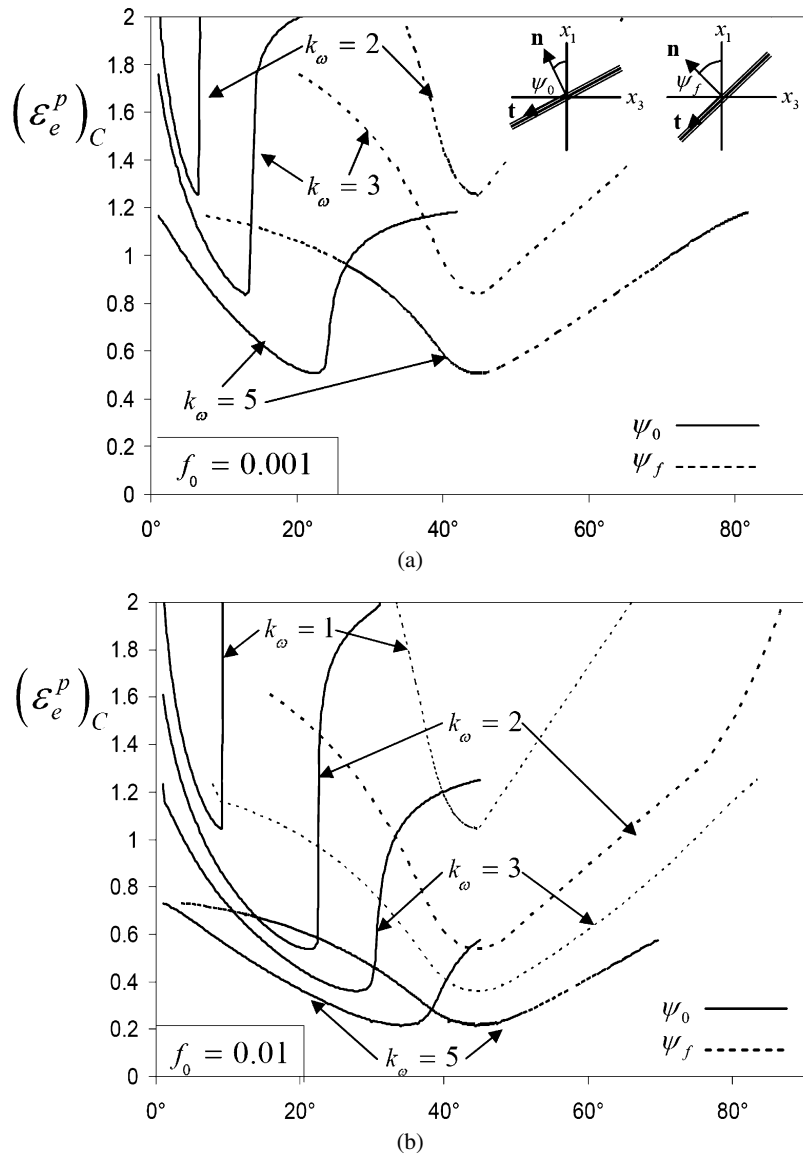 2
1.8
1.6
1.4
1.2
1
0.8
0.6
0.4
0.2
0
(ε_e^p)_C
k_ω = 2
k_ω = 3
k_ω = 5
n
x_1
ψ_0
t
x_3
n
x_1
ψ_f
t
x_3
ψ_0
ψ_f
f_0 = 0.001
0° 20° 40° 60° 80°
(a)
2
1.8
1.6
1.4
1.2
1
0.8
0.6
0.4
0.2
0
(ε_e^p)_C
k_ω = 1
k_ω = 2
k_ω = 3
k_ω = 5
ψ_0
ψ_f
f_0 = 0.01
0° 20° 40° 60° 80°
(b)